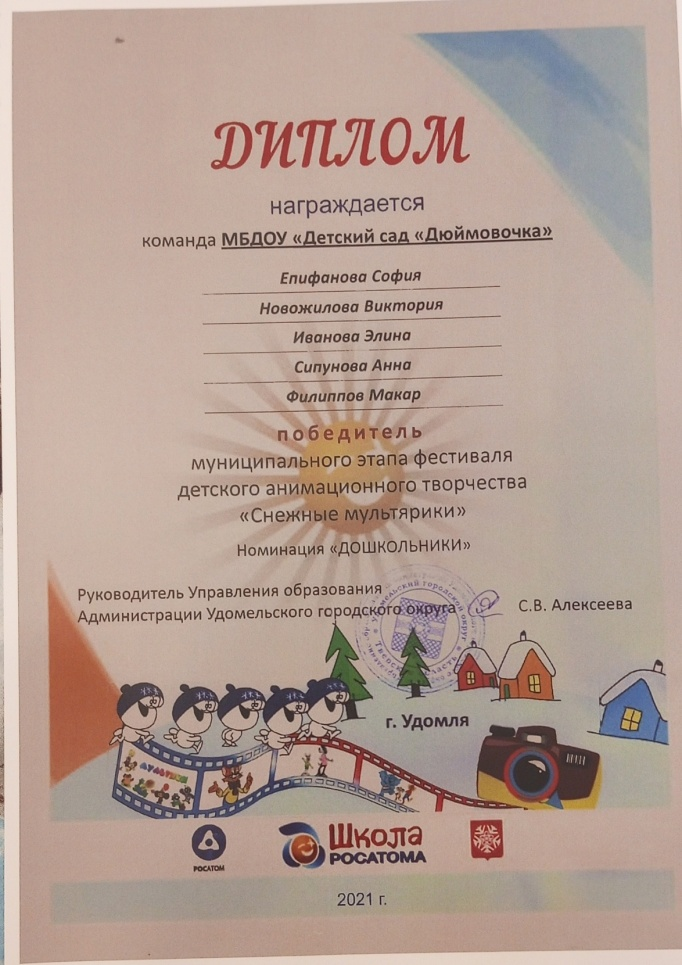 ДИПЛОМ
награждается
команда МБДОУ «Детский сад «Дюймовочка»
Епифанова София
Новожилова Виктория
Иванова Элина
Сипунова Анна
Филиппов Макар
победитель
муниципального этапа фестиваля
детского анимационного творчества
«Снежные мультярики»
Номинация «ДОШКОЛЬНИКИ»
Руководитель Управления образования
Администрации Удомельского городского округа
С.В. Алексеева
г. Удомля
РОСАТОМ
Школа
РОСАТОМА
2021 г.